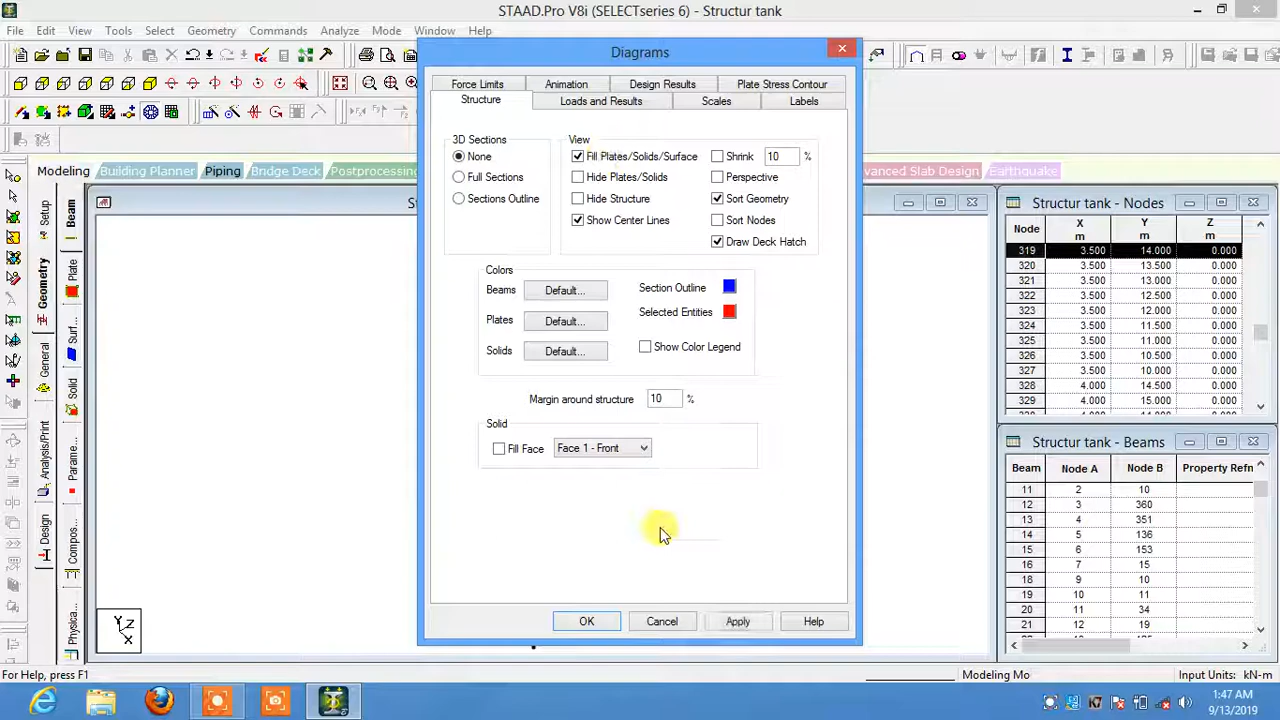 STAAD.Pro V8i (SELECTseries 6) - Structur tank
File Edit View Tools Select Geometry Commands Analyze Mode Window Help
Diagrams
Force Limits Animation Design Results Plate Stress Contour
Structure Loads and Results Scales Labels
3D Sections
None
Full Sections
Sections Outline
View
Fill Plates/Solids/Surface
Hide Plates/Solids
Hide Structure
Show Center Lines
Shrink 10 %
Perspective
Sort Geometry
Sort Nodes
Draw Deck Hatch
Colors
Beams Default...
Plates Default...
Solids Default...
Section Outline
Selected Entities
Show Color Legend
Margin around structure 10 %
Solid
Fill Face Face 1 - Front
OK Cancel Apply Help
Modeling Building Planner Piping Bridge Deck Postprocessing
Advanced Slab Design Earthquake
Setup
Geometry
General
Analysis/Print
Design
Beam
Plate
Surf...
Solid
Parame...
Compos...
Physica...
Y Z
X
Structur tank - Nodes
Node X m Y m Z m
319 3.500 14.000 0.000
320 3.500 13.500 0.000
321 3.500 13.000 0.000
322 3.500 12.500 0.000
323 3.500 12.000 0.000
324 3.500 11.500 0.000
325 3.500 11.000 0.000
326 3.500 10.500 0.000
327 3.500 10.000 0.000
328 4.000 14.500 0.000
329 4.000 15.000 0.000
Structur tank - Beams
Beam Node A Node B Property Refn
11 2 10
12 3 360
13 4 351
14 5 136
15 6 153
16 7 15
18 9 10
19 10 11
20 11 34
21 12 19
For Help, press F1
Modeling Mo
Input Units: kN-m
1:47 AM
9/13/2019